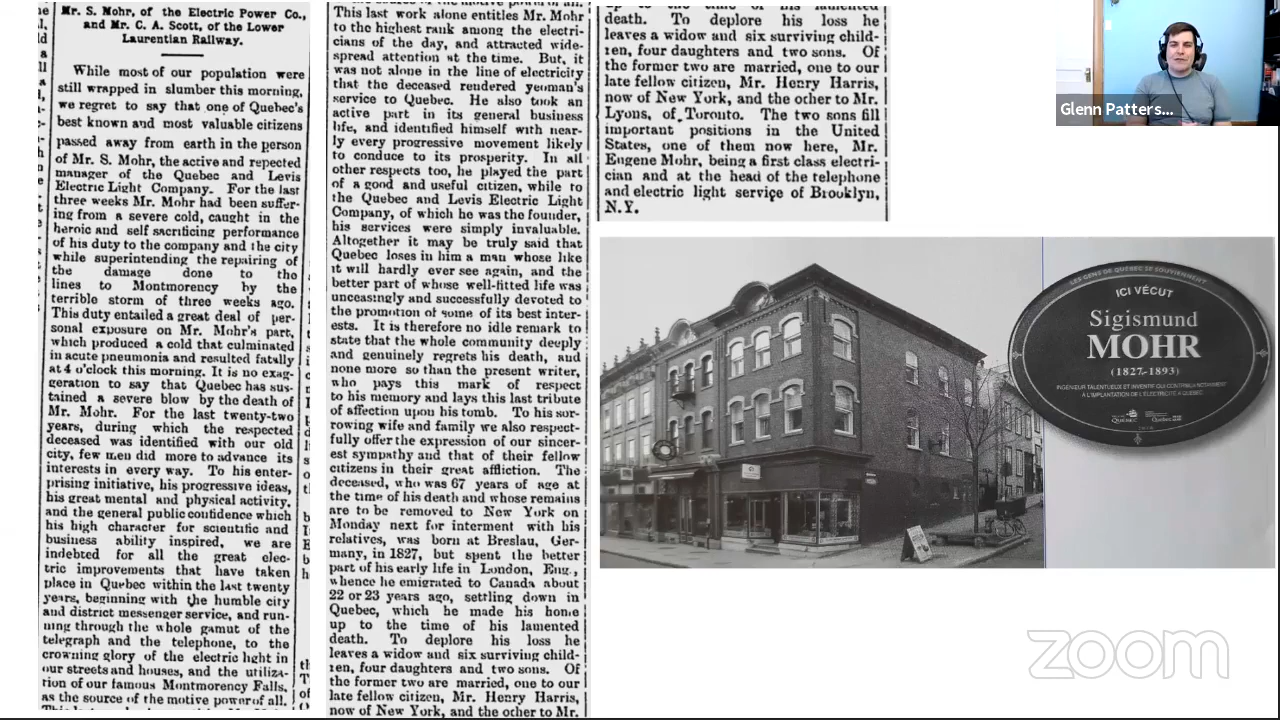 Mr. S. Mohr, of the Electric Power Co.,
and Mr. C. A. Scott, of the Lower
Laurentian Railway.
While most of our population were
still wrapped in slumber this morning,
we regret to say that one of Quebec's
best known and most valuable citizens
passed away from earth in the person
of Mr. S. Mohr, the active and repected
manager of the Quebec and Levis
Electric Light Company. For the last
three weeks Mr. Mohr had been suffer-
ing from a severe cold, caught in the
heroic and self sacrificing performance
of his duty to the company and the city
while superintending the repairing of
the damage done to the
lines to Montmorency by the
terrible storm of three weeks ago.
This duty entailed a great deal of per-
sonal exposure on Mr. Mohr's part,
which produced a cold that culminated
in acute pneumonia and resulted fatally
at 4 o'clock this morning. It is no exag-
geration to say that Quebec has sus-
tained a severe blow by the death of
Mr. Mohr. For the last twenty-two
years, during which the respected
deceased was identified with our old
city, few men did more to advance its
interests in every way. To his enter-
prising initiative, his progressive ideas,
his great mental and physical activity,
and the general public confidence which
his high character for scientific and
business ability inspired, we are
indebted for all the great elec-
tric improvements that have taken
place in Quebec within the last twenty
years, beginning with the humble city
and district messenger service, and run-
ning through the whole gamut of the
telegraph and the telephone, to the
crowning glory of the electric light in
our streets and houses, and the utiliza-
tion of our famous Montmorency Falls,
as the source of the motive power of all.
This last work alone entitles Mr. Mohr
to the highest rank among the electri-
cians of the day, and attracted wide-
spread attention at the time. But, it
was not alone in the line of electricity
that the deceased rendered yeoman's
service to Quebec. He also took an
active part in its general business
life, and identified himself with near-
ly every progressive movement likely
to conduce to its prosperity. In all
other respects too, he played the part
of a good and useful citizen, while to
the Quebec and Levis Electric Light
Company, of which he was the founder,
his services were simply invaluable.
Altogether it may be truly said that
Quebec loses in him a man whose like
it will hardly ever see again, and the
better part of whose well-fitted life was
unceasingly and successfully devoted to
the promotion of some of its best inter-
ests. It is therefore no idle remark to
state that the whole community deeply
and genuinely regrets his death, and
none more so than the present writer,
who pays this mark of respect
to his memory and lays this last tribute
of affection upon his tomb. To his sor-
rowing wife and family we also respect-
fully offer the expression of our sincer-
est sympathy and that of their fellow
citizens in their great affliction. The
deceased, who was 67 years of age at
the time of his death and whose remains
are to be removed to New York on
Monday next for interment with his
relatives, was born at Breslau, Ger-
many, in 1827, but spent the better
part of his early life in London, Eng.,
whence he emigrated to Canada about
22 or 23 years ago, settling down in
Quebec, which he made his home
up to the time of his lamented
death. To deplore his loss he
leaves a widow and six surviving child-
ren, four daughters and two sons. Of
the former two are married, one to our
late fellow citizen, Mr. Henry Harris,
now of New York, and the ocher to Mr.
up to the time of his lamented
death. To deplore his loss he
leaves a widow and six surviving child-
ren, four daughters and two sons. Of
the former two are married, one to our
late fellow citizen, Mr. Henry Harris,
now of New York, and the ocher to Mr.
Lyons, of Toronto. The two sons fill
important positions in the United
States, one of them now here, Mr.
Eugene Mohr, being a first class electri-
cian and at the head of the telephone
and electric light service of Brooklyn,
N.Y.
LES GENS DE QUÉBEC SE SOUVIENNENT
ICI VÉCUT
Sigismund
MOHR
(1827-1893)
INGÉNIEUR TALENTUEUX ET INVENTIF QUI CONTRIBUA NOTAMMENT
À L'IMPLANTATION DE L'ÉLECTRICITÉ À QUÉBEC
Glenn Patters...
zoom